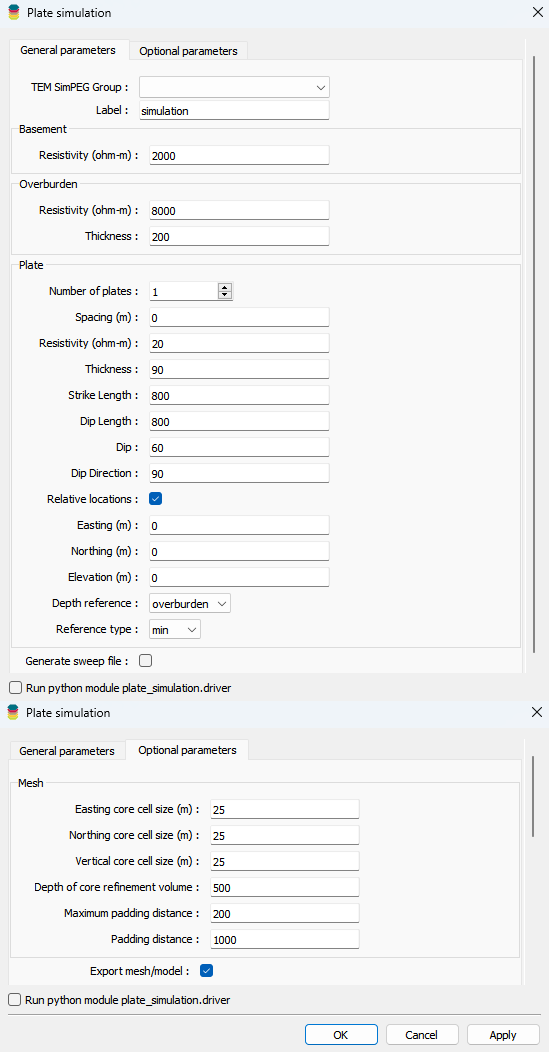 Plate simulation
General parameters
Optional parameters
TEM SimPEG Group :
Label : simulation
Basement
Resistivity (ohm-m) : 2000
Overburden
Resistivity (ohm-m) : 8000
Thickness : 200
Plate
Number of plates : 1
Spacing (m) : 0
Resistivity (ohm-m) : 20
Thickness : 90
Strike Length : 800
Dip Length : 800
Dip : 60
Dip Direction : 90
Relative locations :
Easting (m) : 0
Northing (m) : 0
Elevation (m) : 0
Depth reference : overburden
Reference type : min
Generate sweep file :
Run python module plate_simulation.driver
Plate simulation
General parameters
Optional parameters
Mesh
Easting core cell size (m) : 25
Northing core cell size (m) : 25
Vertical core cell size (m) : 25
Depth of core refinement volume : 500
Maximum padding distance : 200
Padding distance : 1000
Export mesh/model :
Run python module plate_simulation.driver
OK
Cancel
Apply